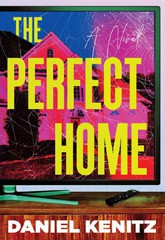 THE
A Novel
PERFECT
HOME
DANIEL KENITZ